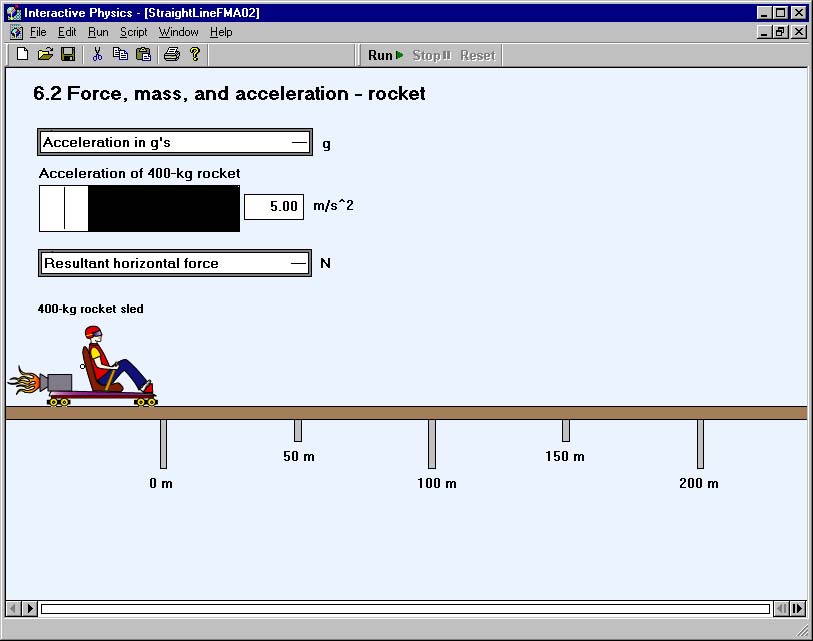 Interactive Physics - [StraightLineFMA02]
File Edit Run Script Window Help
Run Stop Reset
6.2 Force, mass, and acceleration - rocket
Acceleration in g's — g
Acceleration of 400-kg rocket
5.00 m/s^2
Resultant horizontal force — N
400-kg rocket sled
50 m 150 m
0 m 100 m 200 m